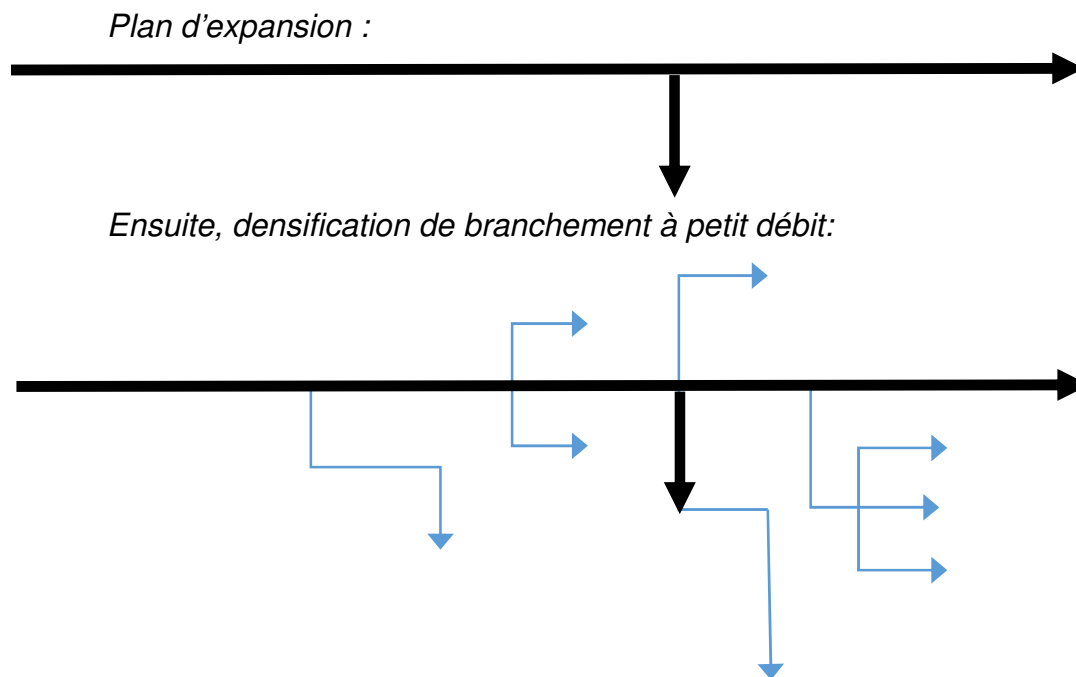 Plan d’expansion :
Ensuite, densification de branchement à petit débit: